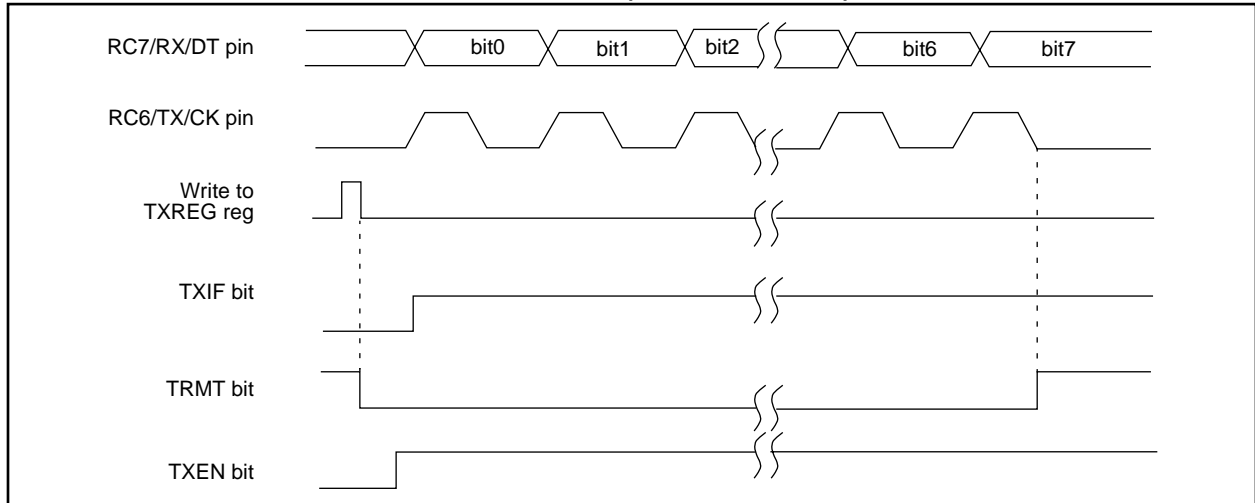 RC7/RX/DT pin
bit0 bit1 bit2 bit6 bit7
RC6/TX/CK pin
Write to
TXREG reg
TXIF bit
TRMT bit
TXEN bit